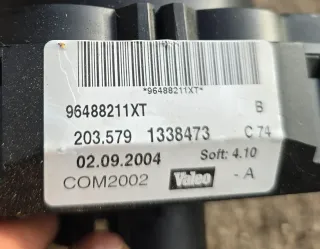 *96488211XT*
96488211XT B
203.579 1338473 C 74
02.09.2004 Soft: 4.10
COM2002 Valeo - A